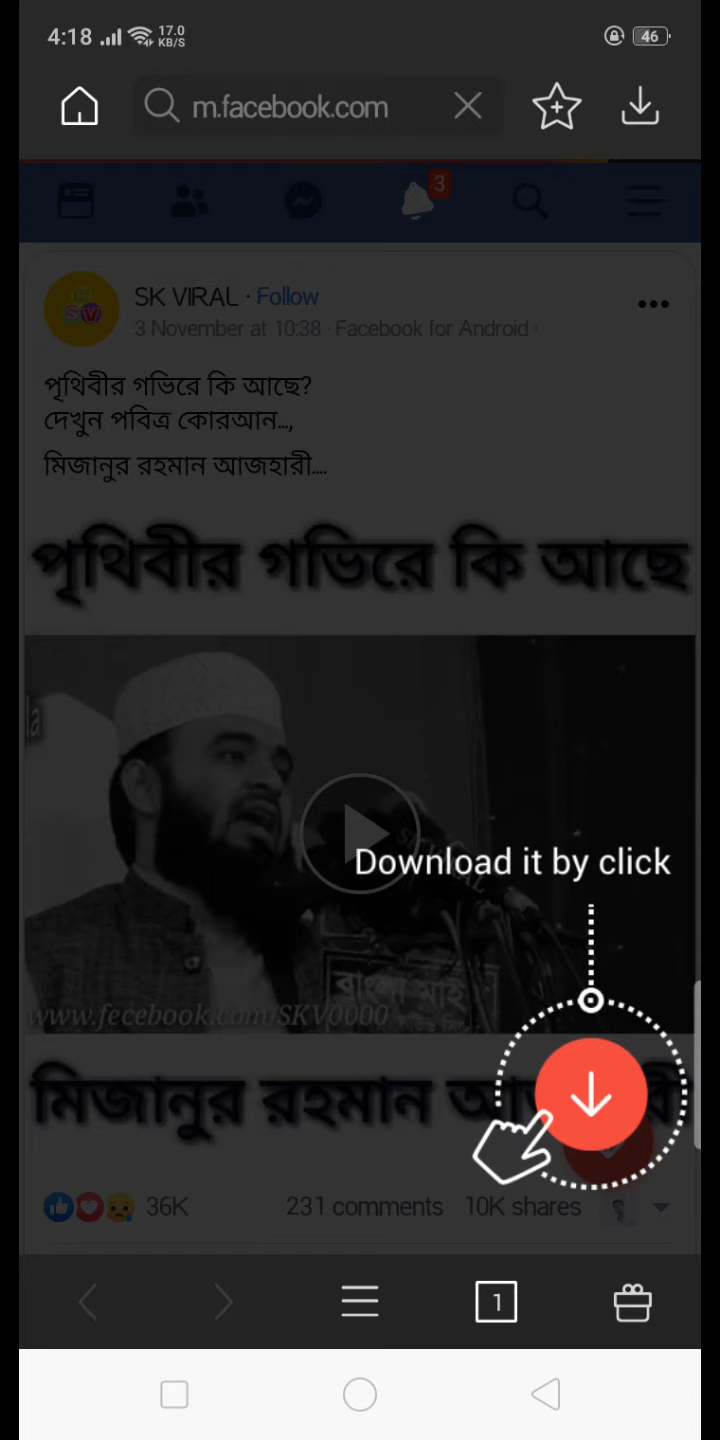 4:18 17.0 KB/S 46
m.facebook.com
3
SK VIRAL · Follow
3 November at 10:38 · Facebook for Android ·
পৃথিবীর গভিরে কি আছে?
দেখুন পবিত্র কোরআন...,
মিজানুর রহমান আজহারী....
পৃথিবীর গভিরে কি আছে
SK VIRAL
Download it by click
বাংলা
www.fecebook.com/SKV0000
মিজানুর রহমান
36K 231 comments 10K shares
1